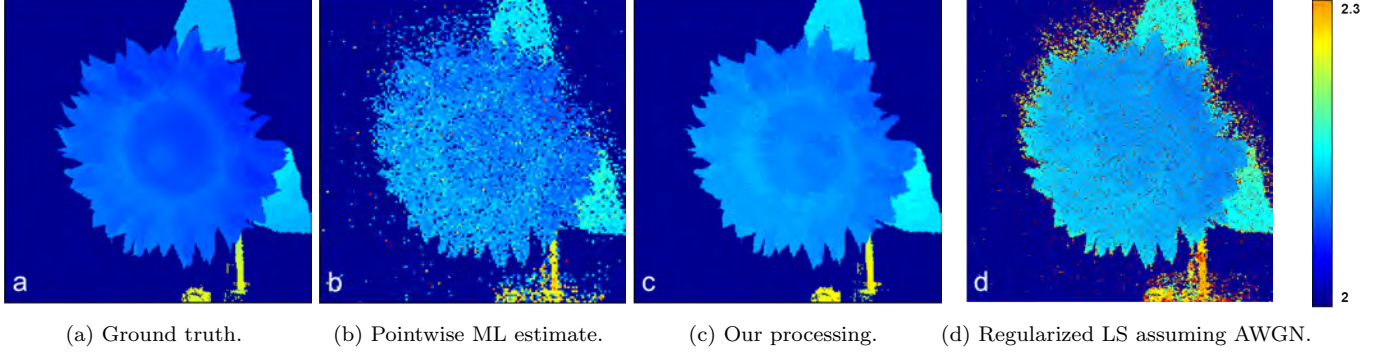 2.3
a
b
c
d
2
(a) Ground truth.
(b) Pointwise ML estimate.
(c) Our processing.
(d) Regularized LS assuming AWGN.